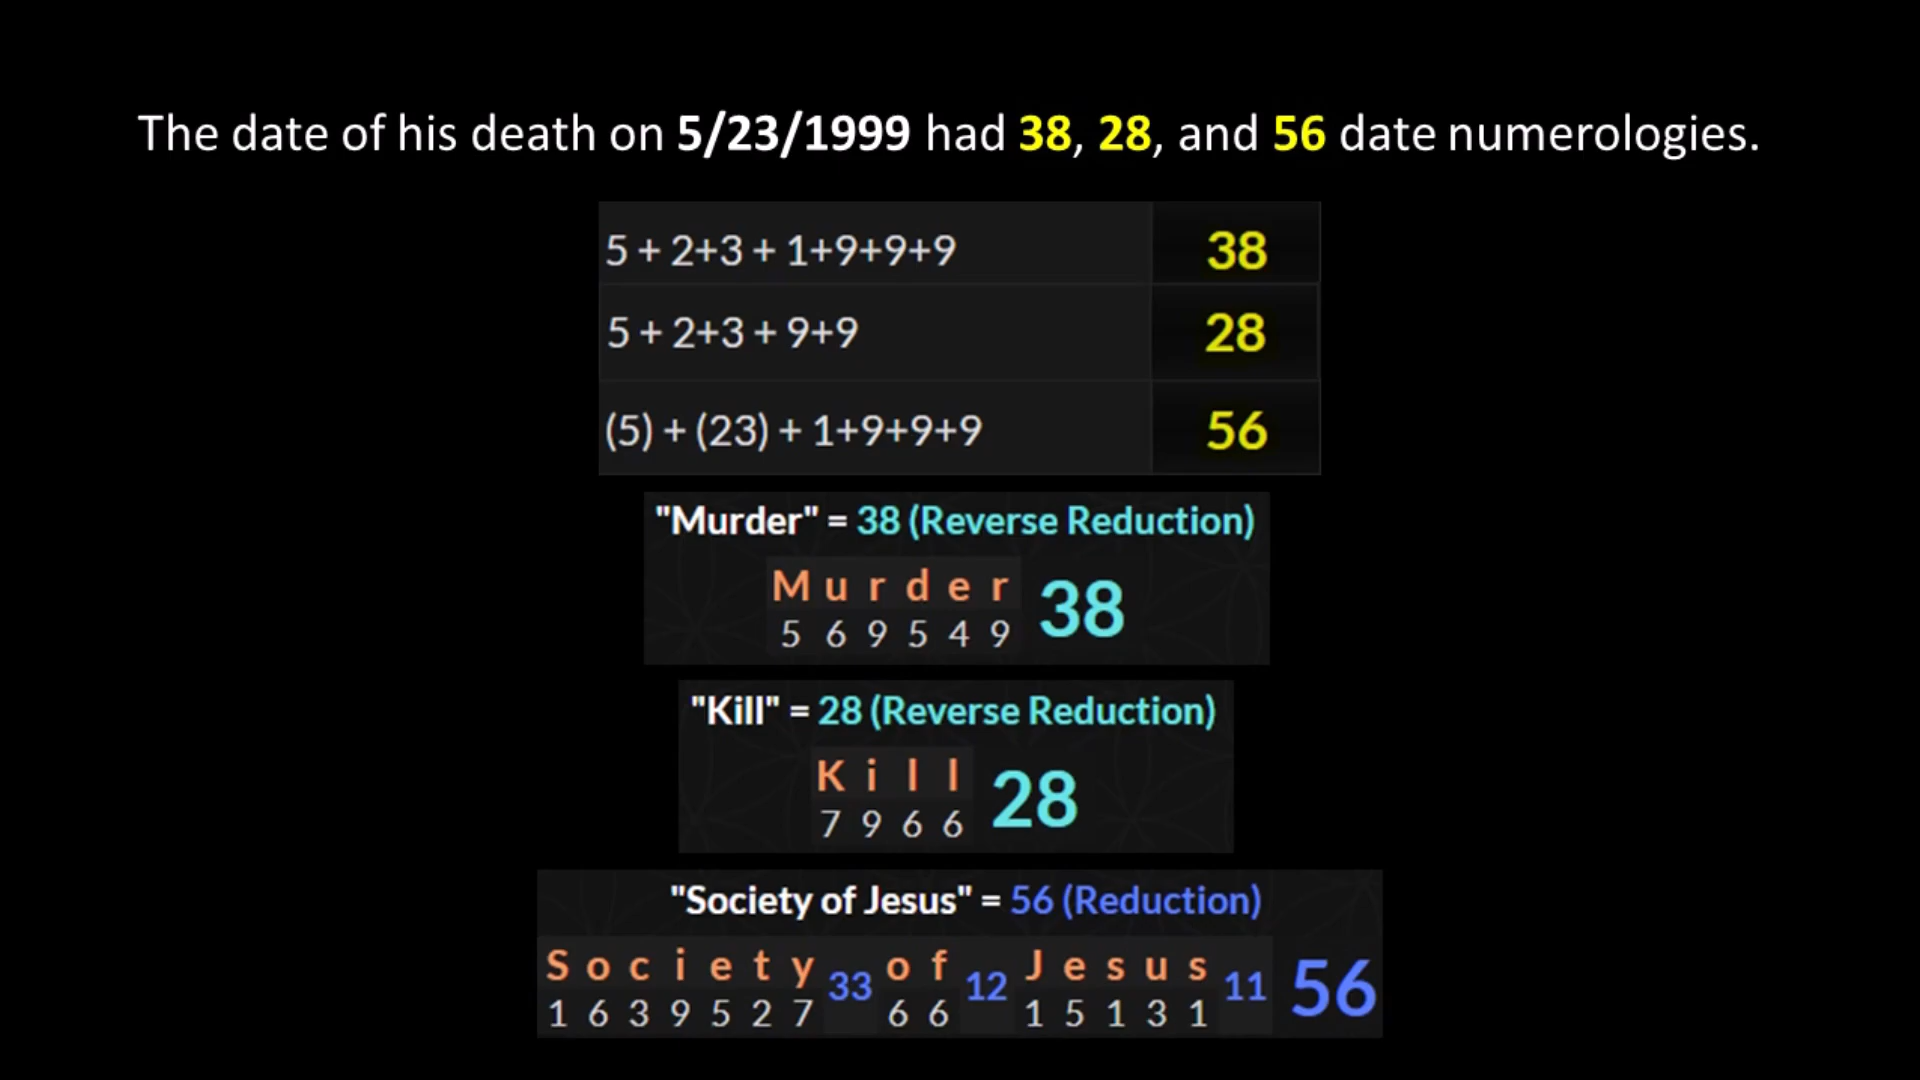 The date of his death on 5/23/1999 had 38, 28, and 56 date numerologies.
5 + 2+3 + 1+9+9+9 38
5 + 2+3 + 9+9 28
(5) + (23) + 1+9+9+9 56
"Murder" = 38 (Reverse Reduction)
M u r d e r 38
5 6 9 5 4 9
"Kill" = 28 (Reverse Reduction)
K i l l 28
7 9 6 6
"Society of Jesus" = 56 (Reduction)
S o c i e t y 33 o f 12 J e s u s 11 56
1 6 3 9 5 2 7 6 6 1 5 1 3 1